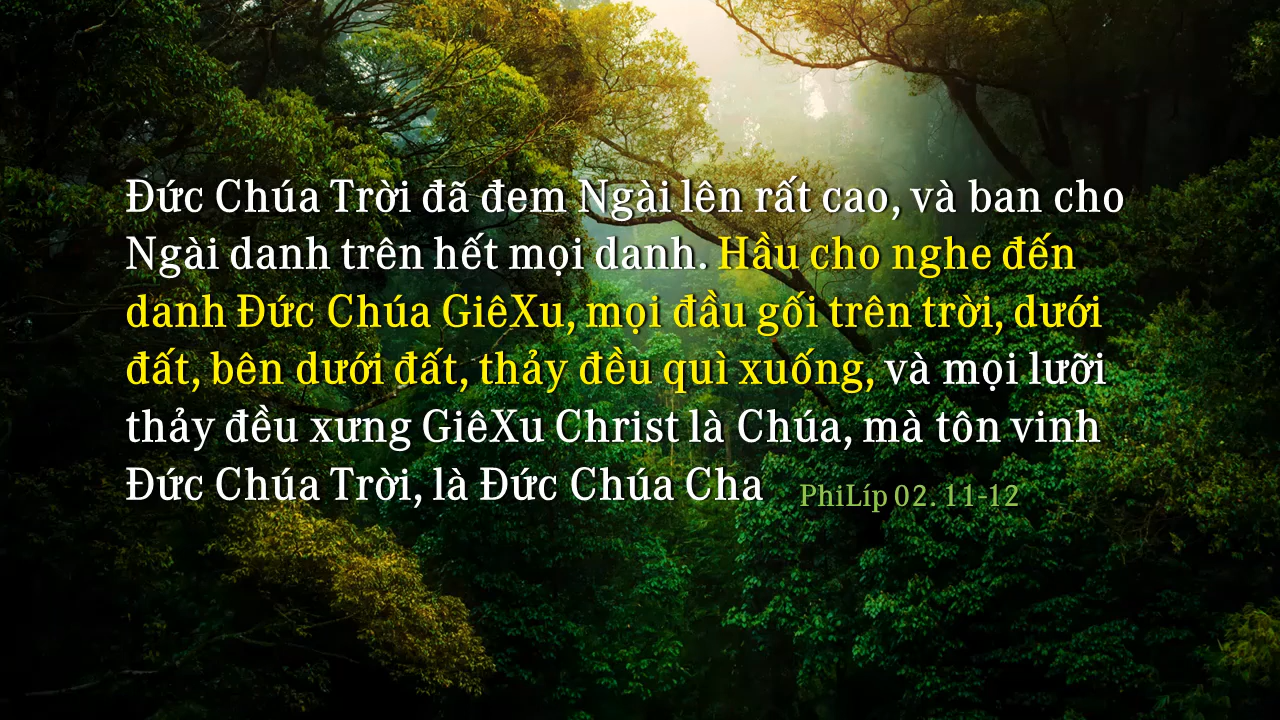 Đức Chúa Trời đã đem Ngài lên rất cao, và ban cho
Ngài danh trên hết mọi danh. Hầu cho nghe đến
danh Đức Chúa GiêXu, mọi đầu gối trên trời, dưới
đất, bên dưới đất, thảy đều quì xuống, và mọi lưỡi
thảy đều xưng GiêXu Christ là Chúa, mà tôn vinh
Đức Chúa Trời, là Đức Chúa Cha
PhiLíp 02. 11-12